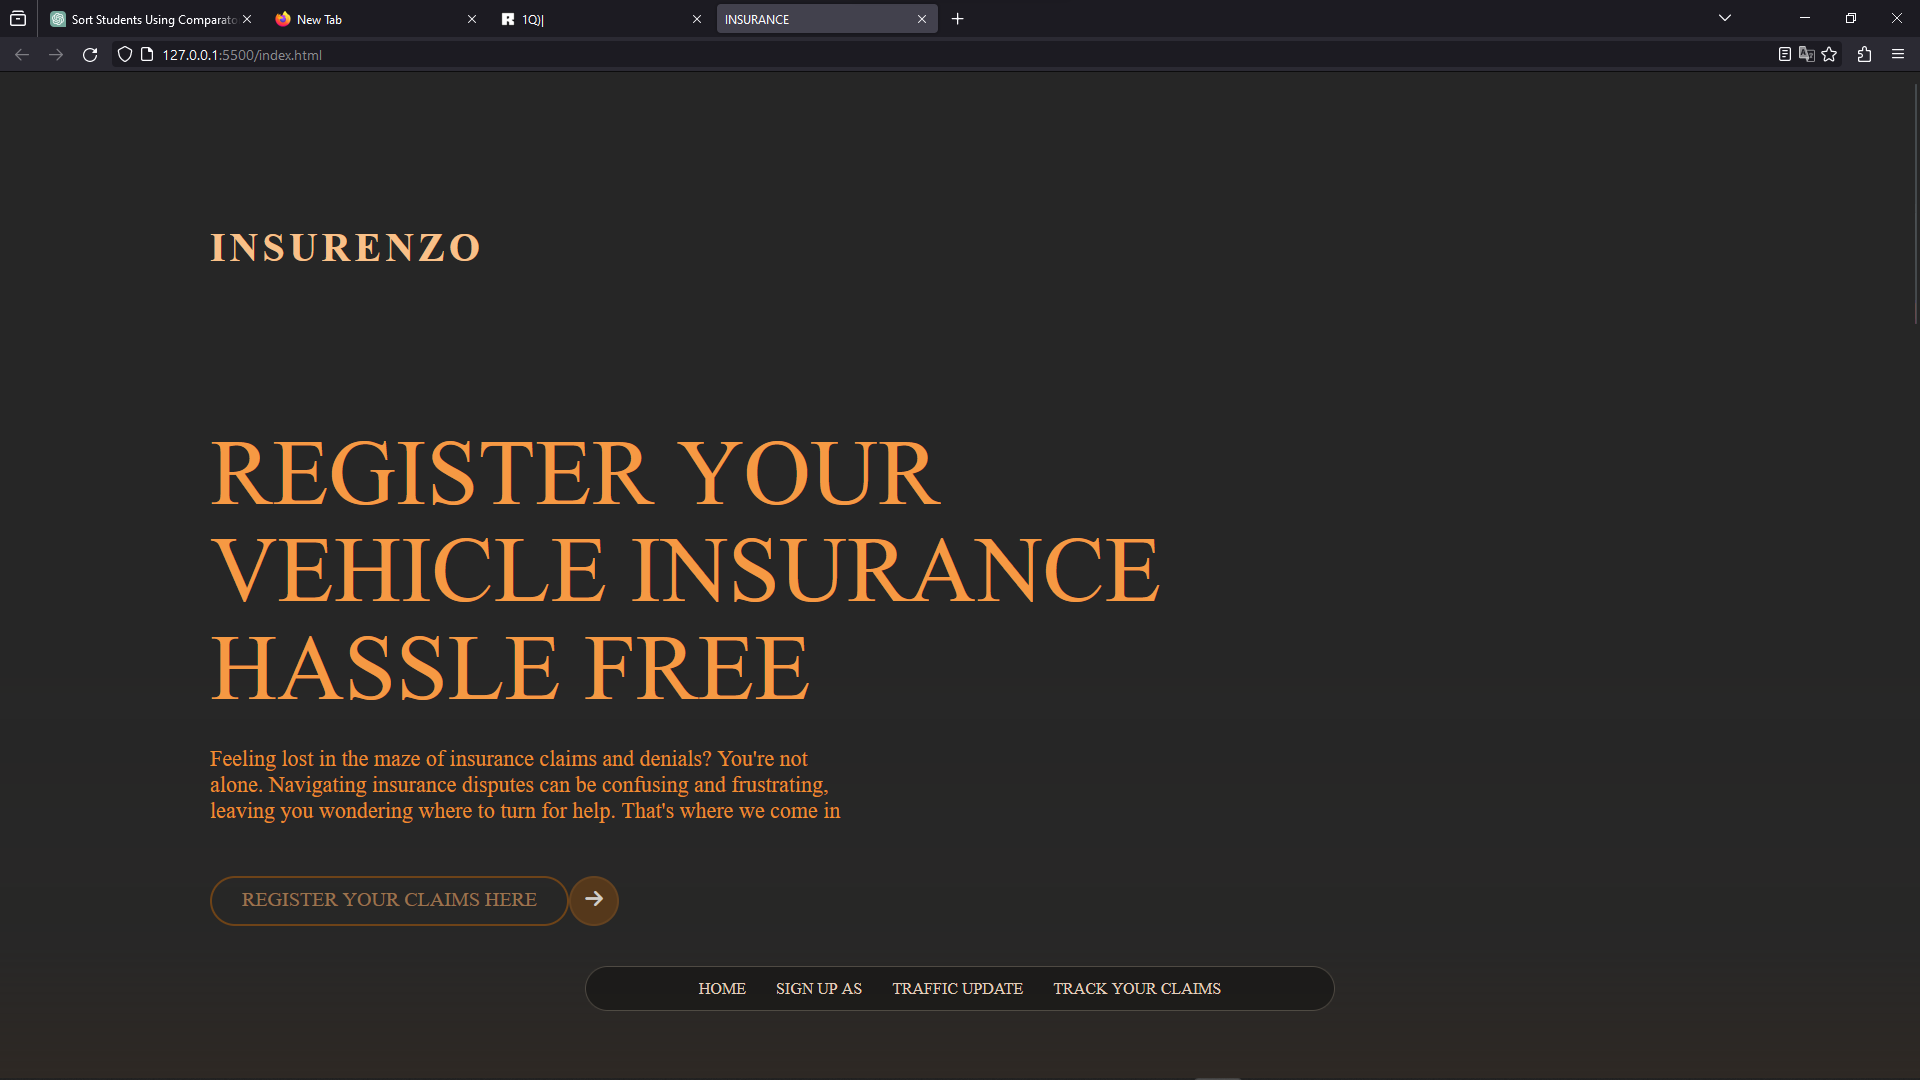 Sort Students Using Comparato
New Tab
1Q)|
INSURANCE
127.0.0.1:5500/index.html
INSURENZO
REGISTER YOUR
VEHICLE INSURANCE
HASSLE FREE
Feeling lost in the maze of insurance claims and denials? You're not
alone. Navigating insurance disputes can be confusing and frustrating,
leaving you wondering where to turn for help. That's where we come in
REGISTER YOUR CLAIMS HERE
HOME SIGN UP AS TRAFFIC UPDATE TRACK YOUR CLAIMS